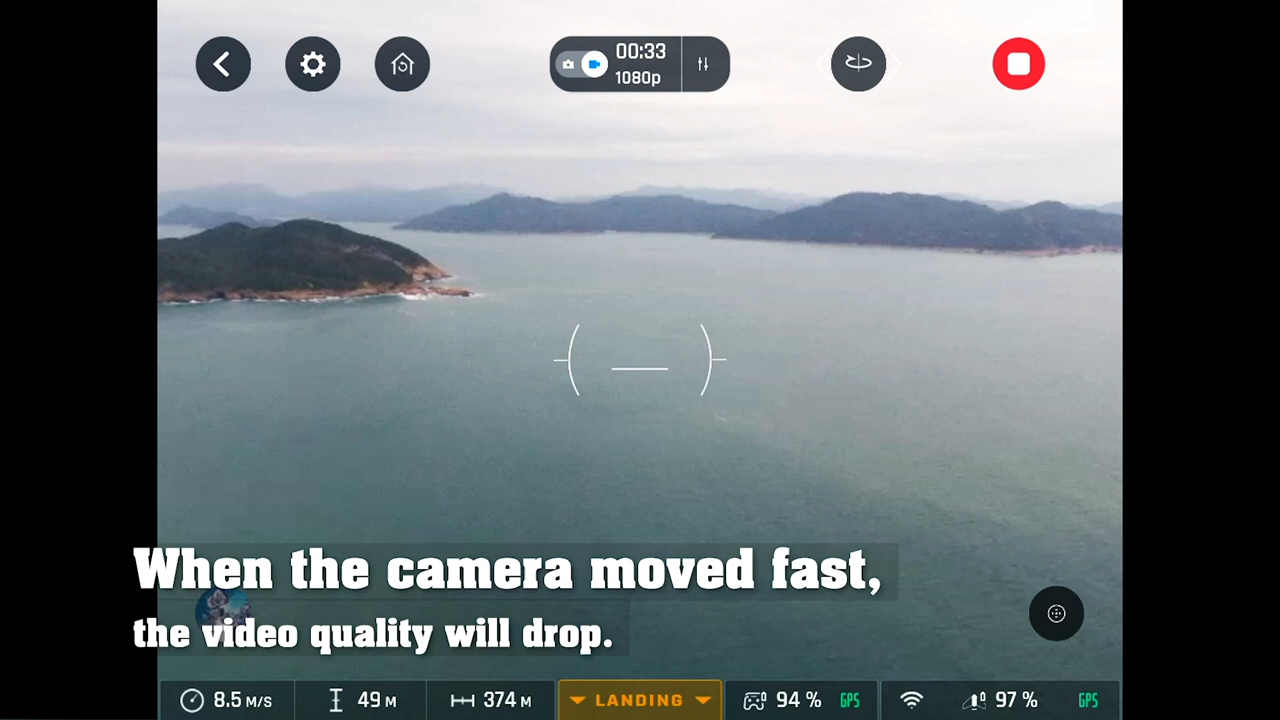 00:33
1080p
When the camera moved fast,
the video quality will drop.
8.5 M/S
49 M
374 M
LANDING
94 %
GPS
97 %
GPS